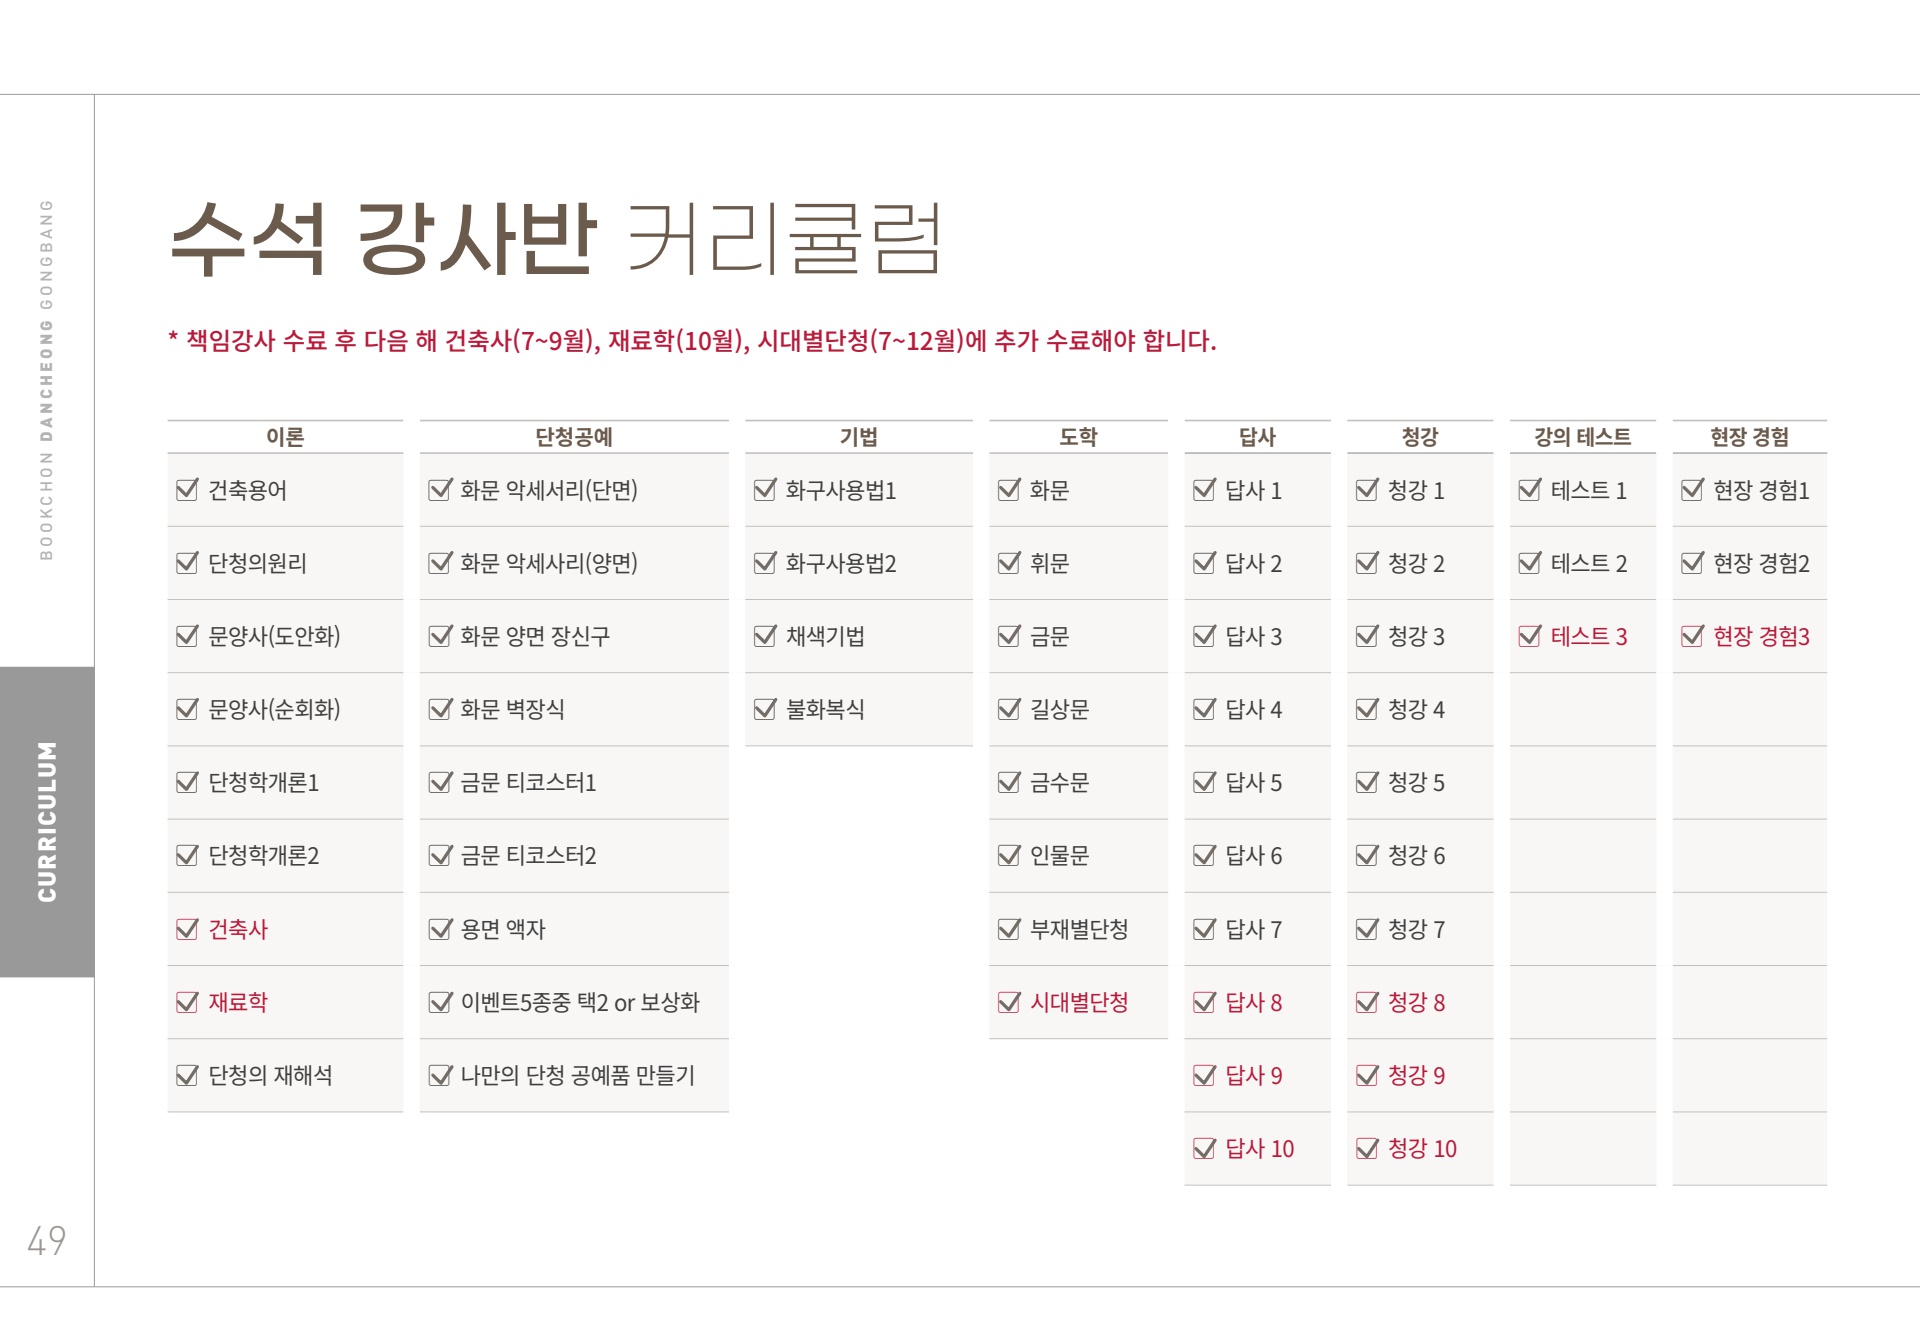 BOOKCHON DANCHEONG GONGBANG
CURRICULUM
49
수석 강사반 커리큘럼
* 책임강사 수료 후 다음 해 건축사(7~9월), 재료학(10월), 시대별단청(7~12월)에 추가 수료해야 합니다.
이론 단청공예 기법 도학 답사 청강 강의 테스트 현장 경험
건축용어 화문 악세서리(단면) 화구사용법1 화문 답사 1 청강 1 테스트 1 현장 경험1
단청의원리 화문 악세사리(양면) 화구사용법2 휘문 답사 2 청강 2 테스트 2 현장 경험2
문양사(도안화) 화문 양면 장신구 채색기법 금문 답사 3 청강 3 테스트 3 현장 경험3
문양사(순회화) 화문 벽장식 불화복식 길상문 답사 4 청강 4
단청학개론1 금문 티코스터1 금수문 답사 5 청강 5
단청학개론2 금문 티코스터2 인물문 답사 6 청강 6
건축사 용면 액자 부재별단청 답사 7 청강 7
재료학 이벤트5종중 택2 or 보상화 시대별단청 답사 8 청강 8
단청의 재해석 나만의 단청 공예품 만들기 답사 9 청강 9
답사 10 청강 10